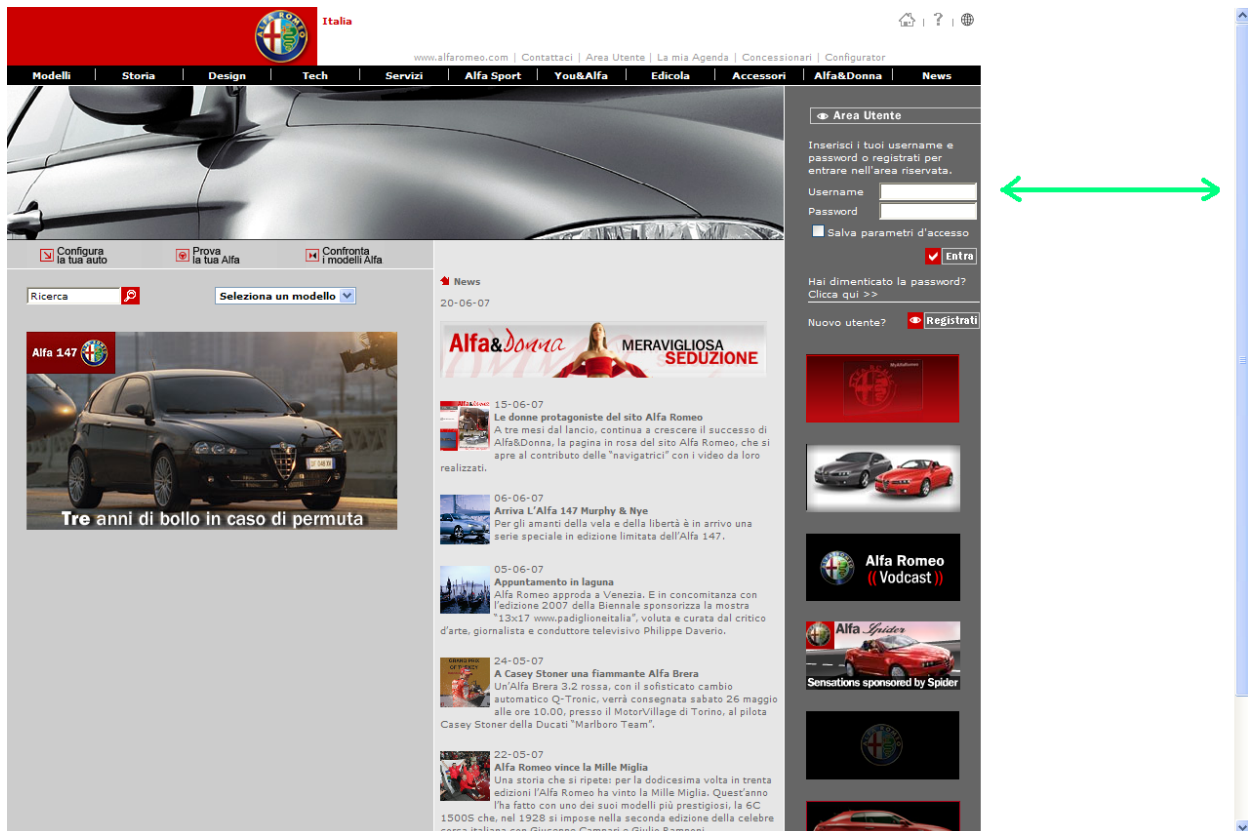 ALFA ROMEO
Italia
www.alfaromeo.com | Contattaci | Area Utente | La mia Agenda | Concessionari | Configurator
Modelli | Storia | Design | Tech | Servizi | Alfa Sport | You&Alfa | Edicola | Accessori | Alfa&Donna | News
Area Utente
Inserisci i tuoi username e
password o registrati per
entrare nell'area riservata.
Username
Password
Salva parametri d'accesso
Entra
Hai dimenticato la password?
Clicca qui >>
Nuovo utente? Registrati
Configura
la tua auto
Prova
la tua Alfa
Confronta
i modelli Alfa
Ricerca
Seleziona un modello
Alfa 147
Tre anni di bollo in caso di permuta
News
20-06-07
Alfa&Donna MERAVIGLIOSA
SEDUZIONE
15-06-07
Le donne protagoniste del sito Alfa Romeo
A tre mesi dal lancio, continua a crescere il successo di
Alfa&Donna, la pagina in rosa del sito Alfa Romeo, che si
apre al contributo delle “navigatrici” con i video da loro
realizzati.
06-06-07
Arriva L’Alfa 147 Murphy & Nye
Per gli amanti della vela e della libertà è in arrivo una
serie speciale in edizione limitata dell’Alfa 147.
05-06-07
Appuntamento in laguna
Alfa Romeo approda a Venezia. E in concomitanza con
l’edizione 2007 della Biennale sponsorizza la mostra
“13x17 www.padiglioneitalia”, voluta e curata dal critico
d’arte, giornalista e conduttore televisivo Philippe Daverio.
24-05-07
A Casey Stoner una fiammante Alfa Brera
Un’Alfa Brera 3.2 rossa, con il sofisticato cambio
automatico Q-Tronic, verrà consegnata sabato 26 maggio
alle ore 10.00, presso il MotorVillage di Torino, al pilota
Casey Stoner della Ducati “Marlboro Team”.
22-05-07
Alfa Romeo vince la Mille Miglia
Una storia che si ripete: per la dodicesima volta in trenta
edizioni l’Alfa Romeo ha vinto la Mille Miglia. Quest’anno
l’ha fatto con uno dei suoi modelli più prestigiosi, la 6C
1500S che, nel 1928 si impose nella seconda edizione della celebre
corsa italiana con Giuseppe Campari e Giulio Ramponi.
MyAlfaRomeo
Alfa Romeo
((Vodcast))
Alfa Spider
Sensations sponsored by Spider